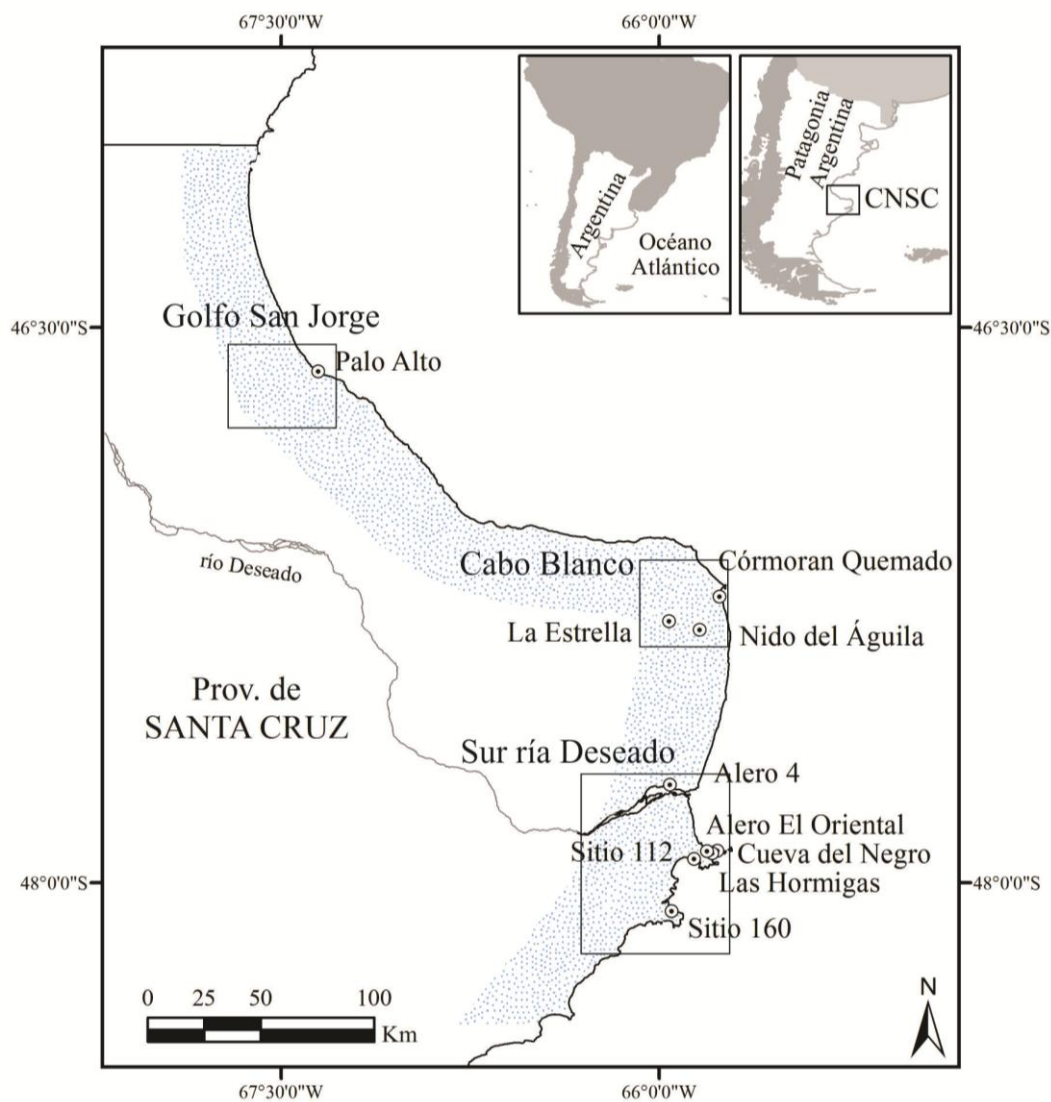 67°30'0"W
66°0'0"W
Patagonia
Argentina
Argentina
CNSC
Océano
Atlántico
46°30'0"S
46°30'0"S
Golfo San Jorge
Palo Alto
río Deseado
Cabo Blanco
Córmoran Quemado
La Estrella
Nido del Águila
Prov. de
SANTA CRUZ
Sur ría Deseado
Alero 4
Alero El Oriental
Sitio 112
Cueva del Negro
48°0'0"S
48°0'0"S
Las Hormigas
Sitio 160
0 25 50 100
Km
N
67°30'0"W
66°0'0"W